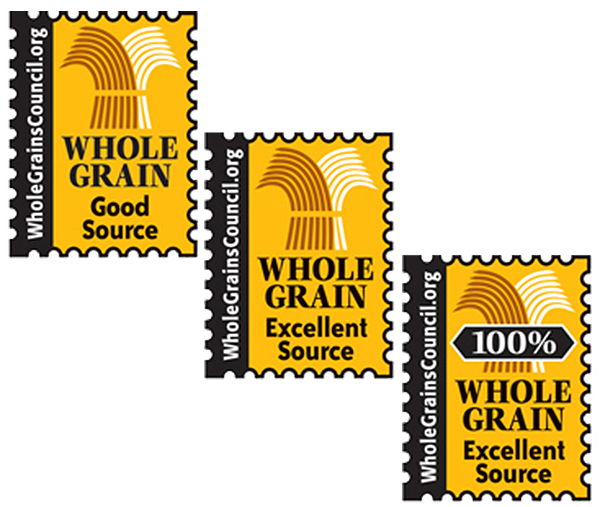 WholeGrainsCouncil.org
WHOLE
GRAIN
Good
Source
WholeGrainsCouncil.org
WHOLE
GRAIN
Excellent
Source
WholeGrainsCouncil.org
100%
WHOLE
GRAIN
Excellent
Source